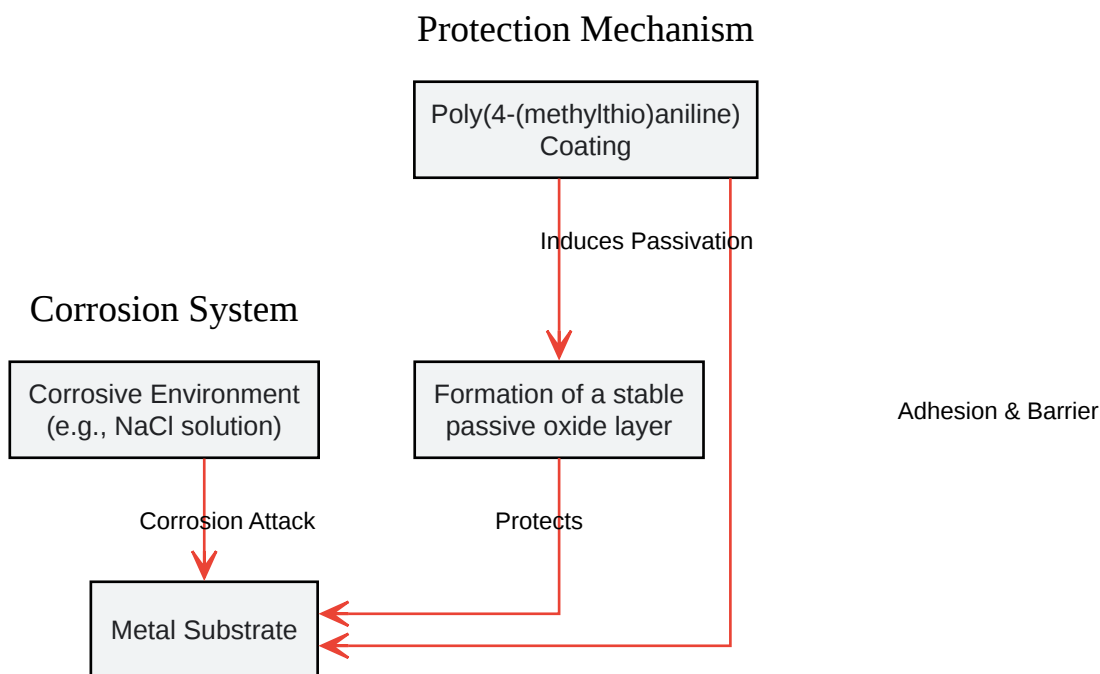 Protection Mechanism
Poly(4-(methylthio)aniline)
Coating
Induces Passivation
Corrosion System
Corrosive Environment
(e.g., NaCl solution)
Formation of a stable
passive oxide layer
Adhesion & Barrier
Corrosion Attack
Protects
Metal Substrate